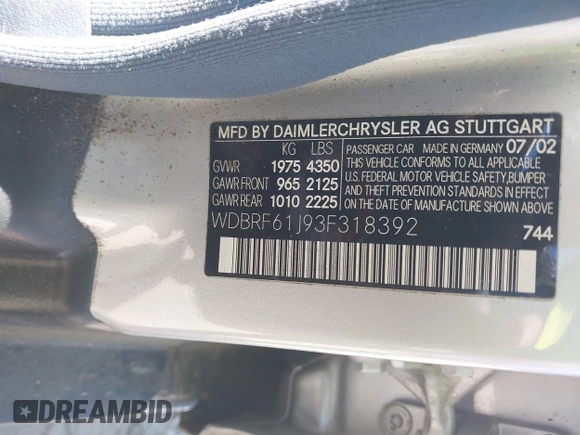 MFD BY DAIMLERCHRYSLER AG STUTTGART
KG LBS
GVWR 1975 4350
GAWR FRONT 965 2125
GAWR REAR 1010 2225
PASSENGER CAR MADE IN GERMANY 07/02
THIS VEHICLE CONFORMS TO ALL APPLICABLE
U.S. FEDERAL MOTOR VEHICLE SAFETY,BUMPER
AND THEFT PREVENTION STANDARDS IN EFFECT
ON THE DATE OF MANUFACTURE SHOWN ABOVE.
WDBRF61J93F318392
744
DREAMBID